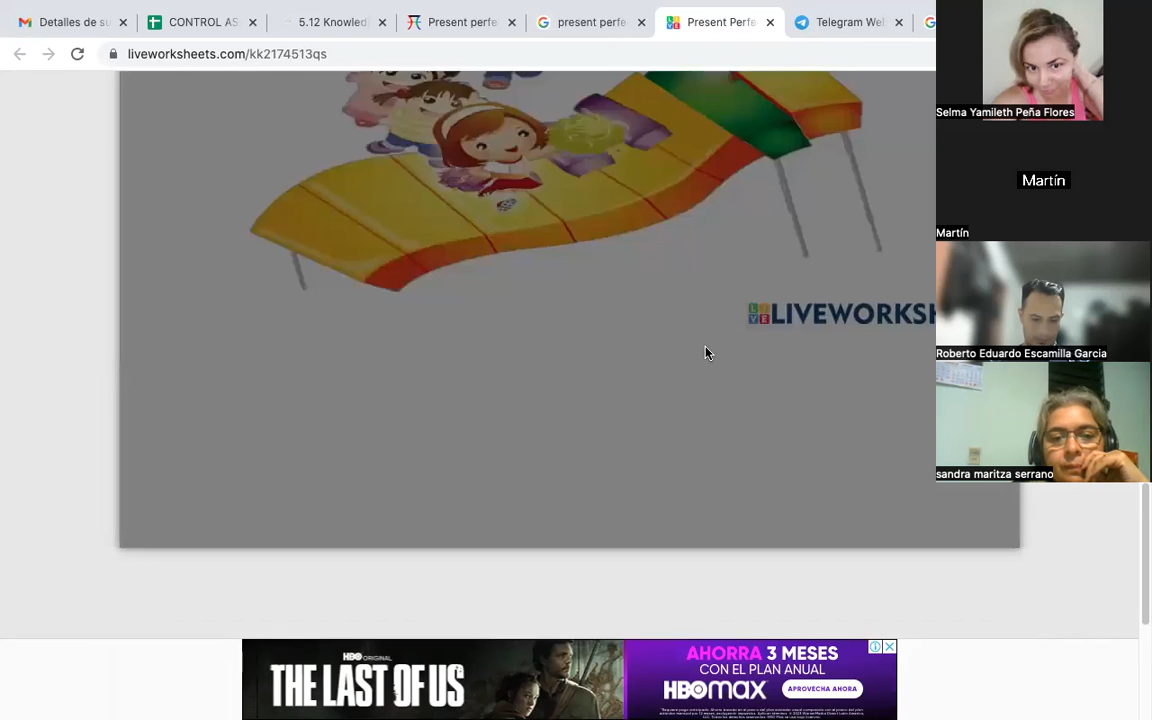 Detalles de su
CONTROL AS
5.12 Knowled
Present perfe
present perfe
Present Perfe
Telegram We
liveworksheets.com/kk2174513qs
Selma Yamileth Peña Flores
Martín
Martín
Roberto Eduardo Escamilla Garcia
sandra maritza serrano
LIVEWORKSH
HBO ORIGINAL
THE LAST OF US
AHORRA 3 MESES
CON EL PLAN ANUAL
HBOmax
APROVECHA AHORA